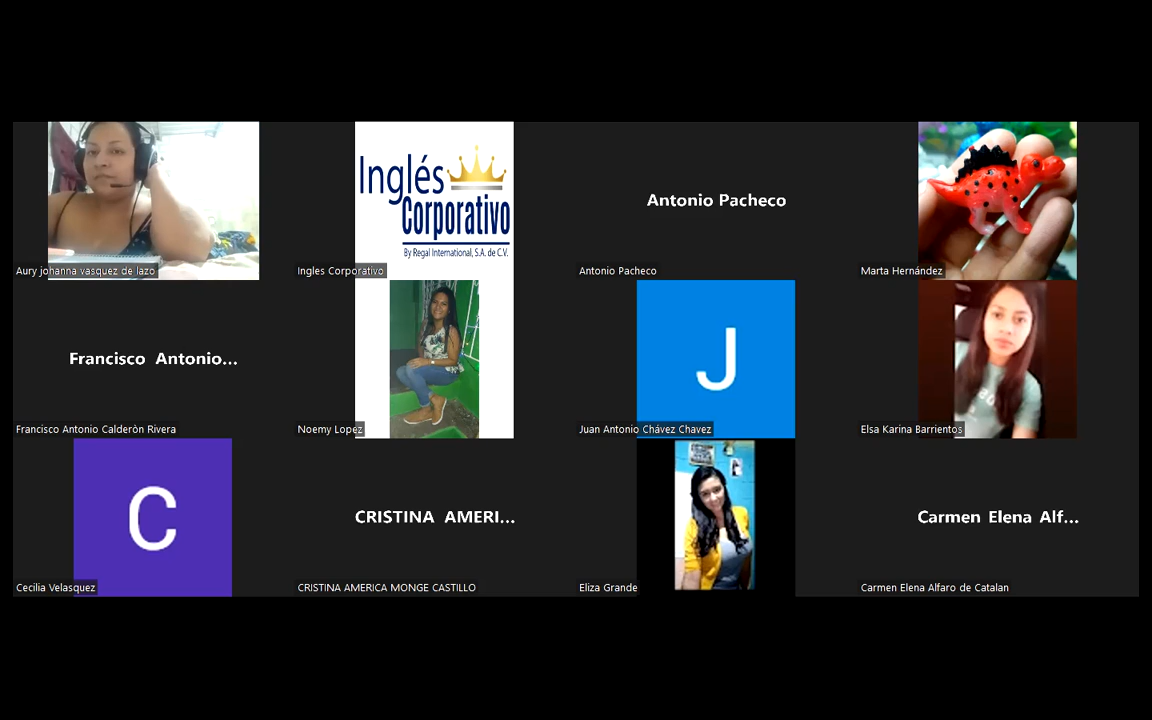 Inglés
Corporativo
By Regal International, S.A. de C.V.
Antonio Pacheco
Aury johanna vasquez de lazo
Ingles Corporativo
Antonio Pacheco
Marta Hernández
Francisco Antonio...
Francisco Antonio Calderòn Rivera
Noemy Lopez
J
Juan Antonio Chávez Chavez
Elsa Karina Barrientos
C
CRISTINA AMERI...
Carmen Elena Alf...
Cecilia Velasquez
CRISTINA AMERICA MONGE CASTILLO
Eliza Grande
Carmen Elena Alfaro de Catalan